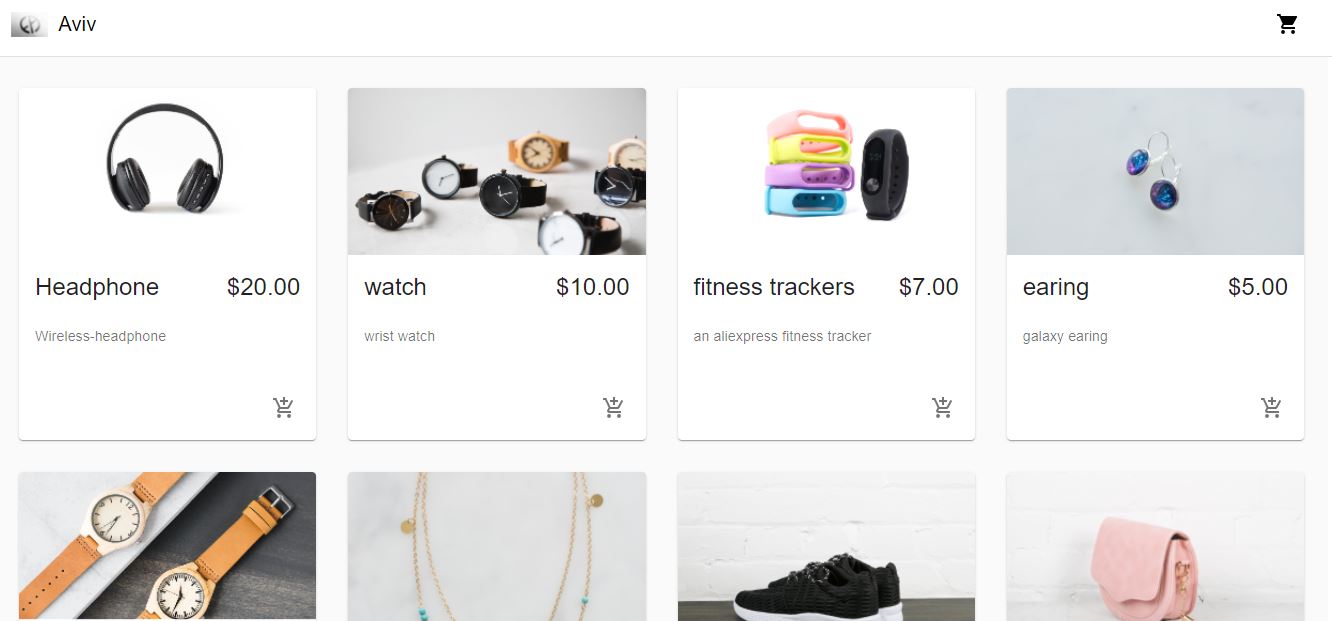 Aviv
Headphone $20.00
Wireless-headphone
watch $10.00
wrist watch
fitness trackers $7.00
an aliexpress fitness tracker
earing $5.00
galaxy earing